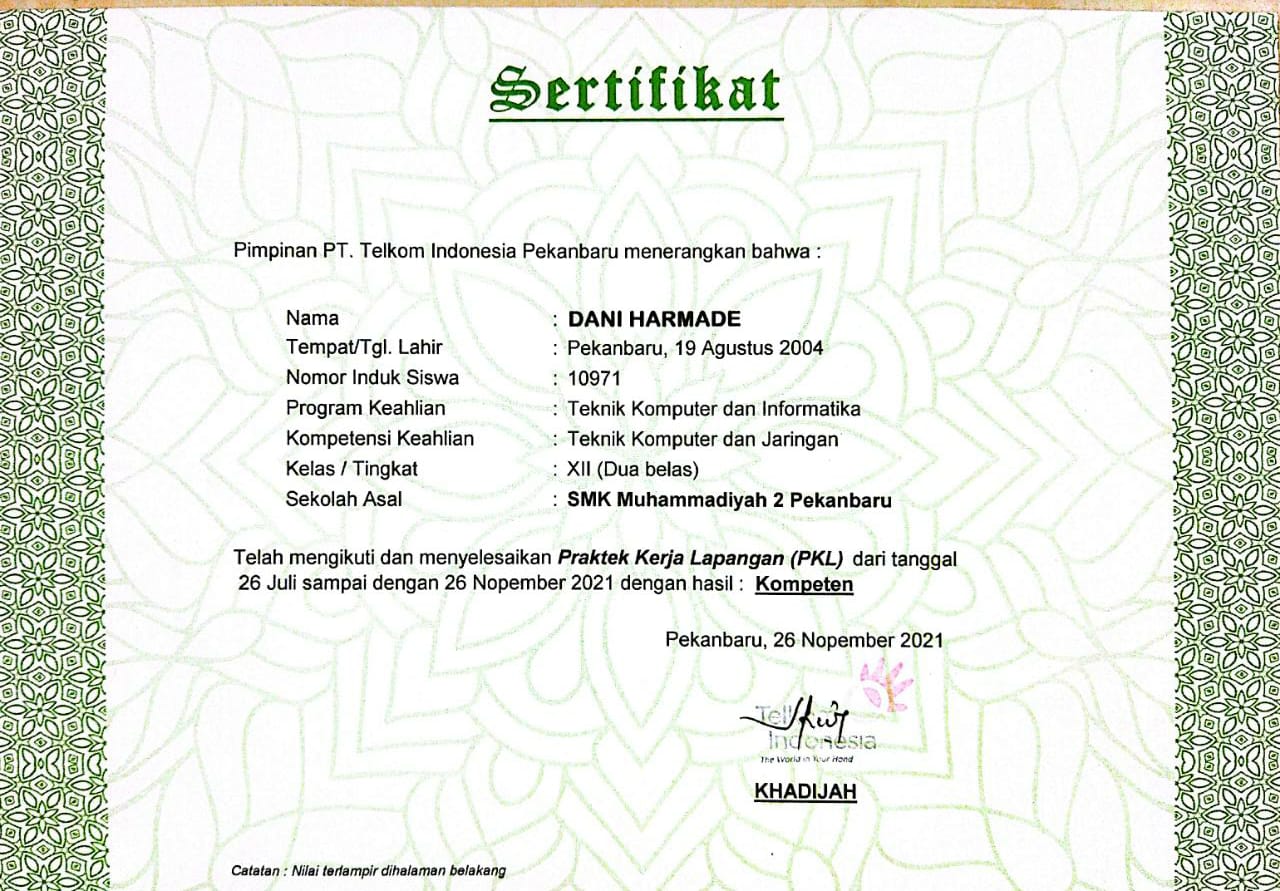 Sertifikat
Pimpinan PT. Telkom Indonesia Pekanbaru menerangkan bahwa :
Nama : DANI HARMADE
Tempat/Tgl. Lahir : Pekanbaru, 19 Agustus 2004
Nomor Induk Siswa : 10971
Program Keahlian : Teknik Komputer dan Informatika
Kompetensi Keahlian : Teknik Komputer dan Jaringan
Kelas / Tingkat : XII (Dua belas)
Sekolah Asal : SMK Muhammadiyah 2 Pekanbaru
Telah mengikuti dan menyelesaikan Praktek Kerja Lapangan (PKL) dari tanggal
26 Juli sampai dengan 26 Nopember 2021 dengan hasil : Kompeten
Pekanbaru, 26 Nopember 2021
Indonesia
The World in Your Hand
KHADIJAH
Catatan : Nilai terlampir dihalaman belakang